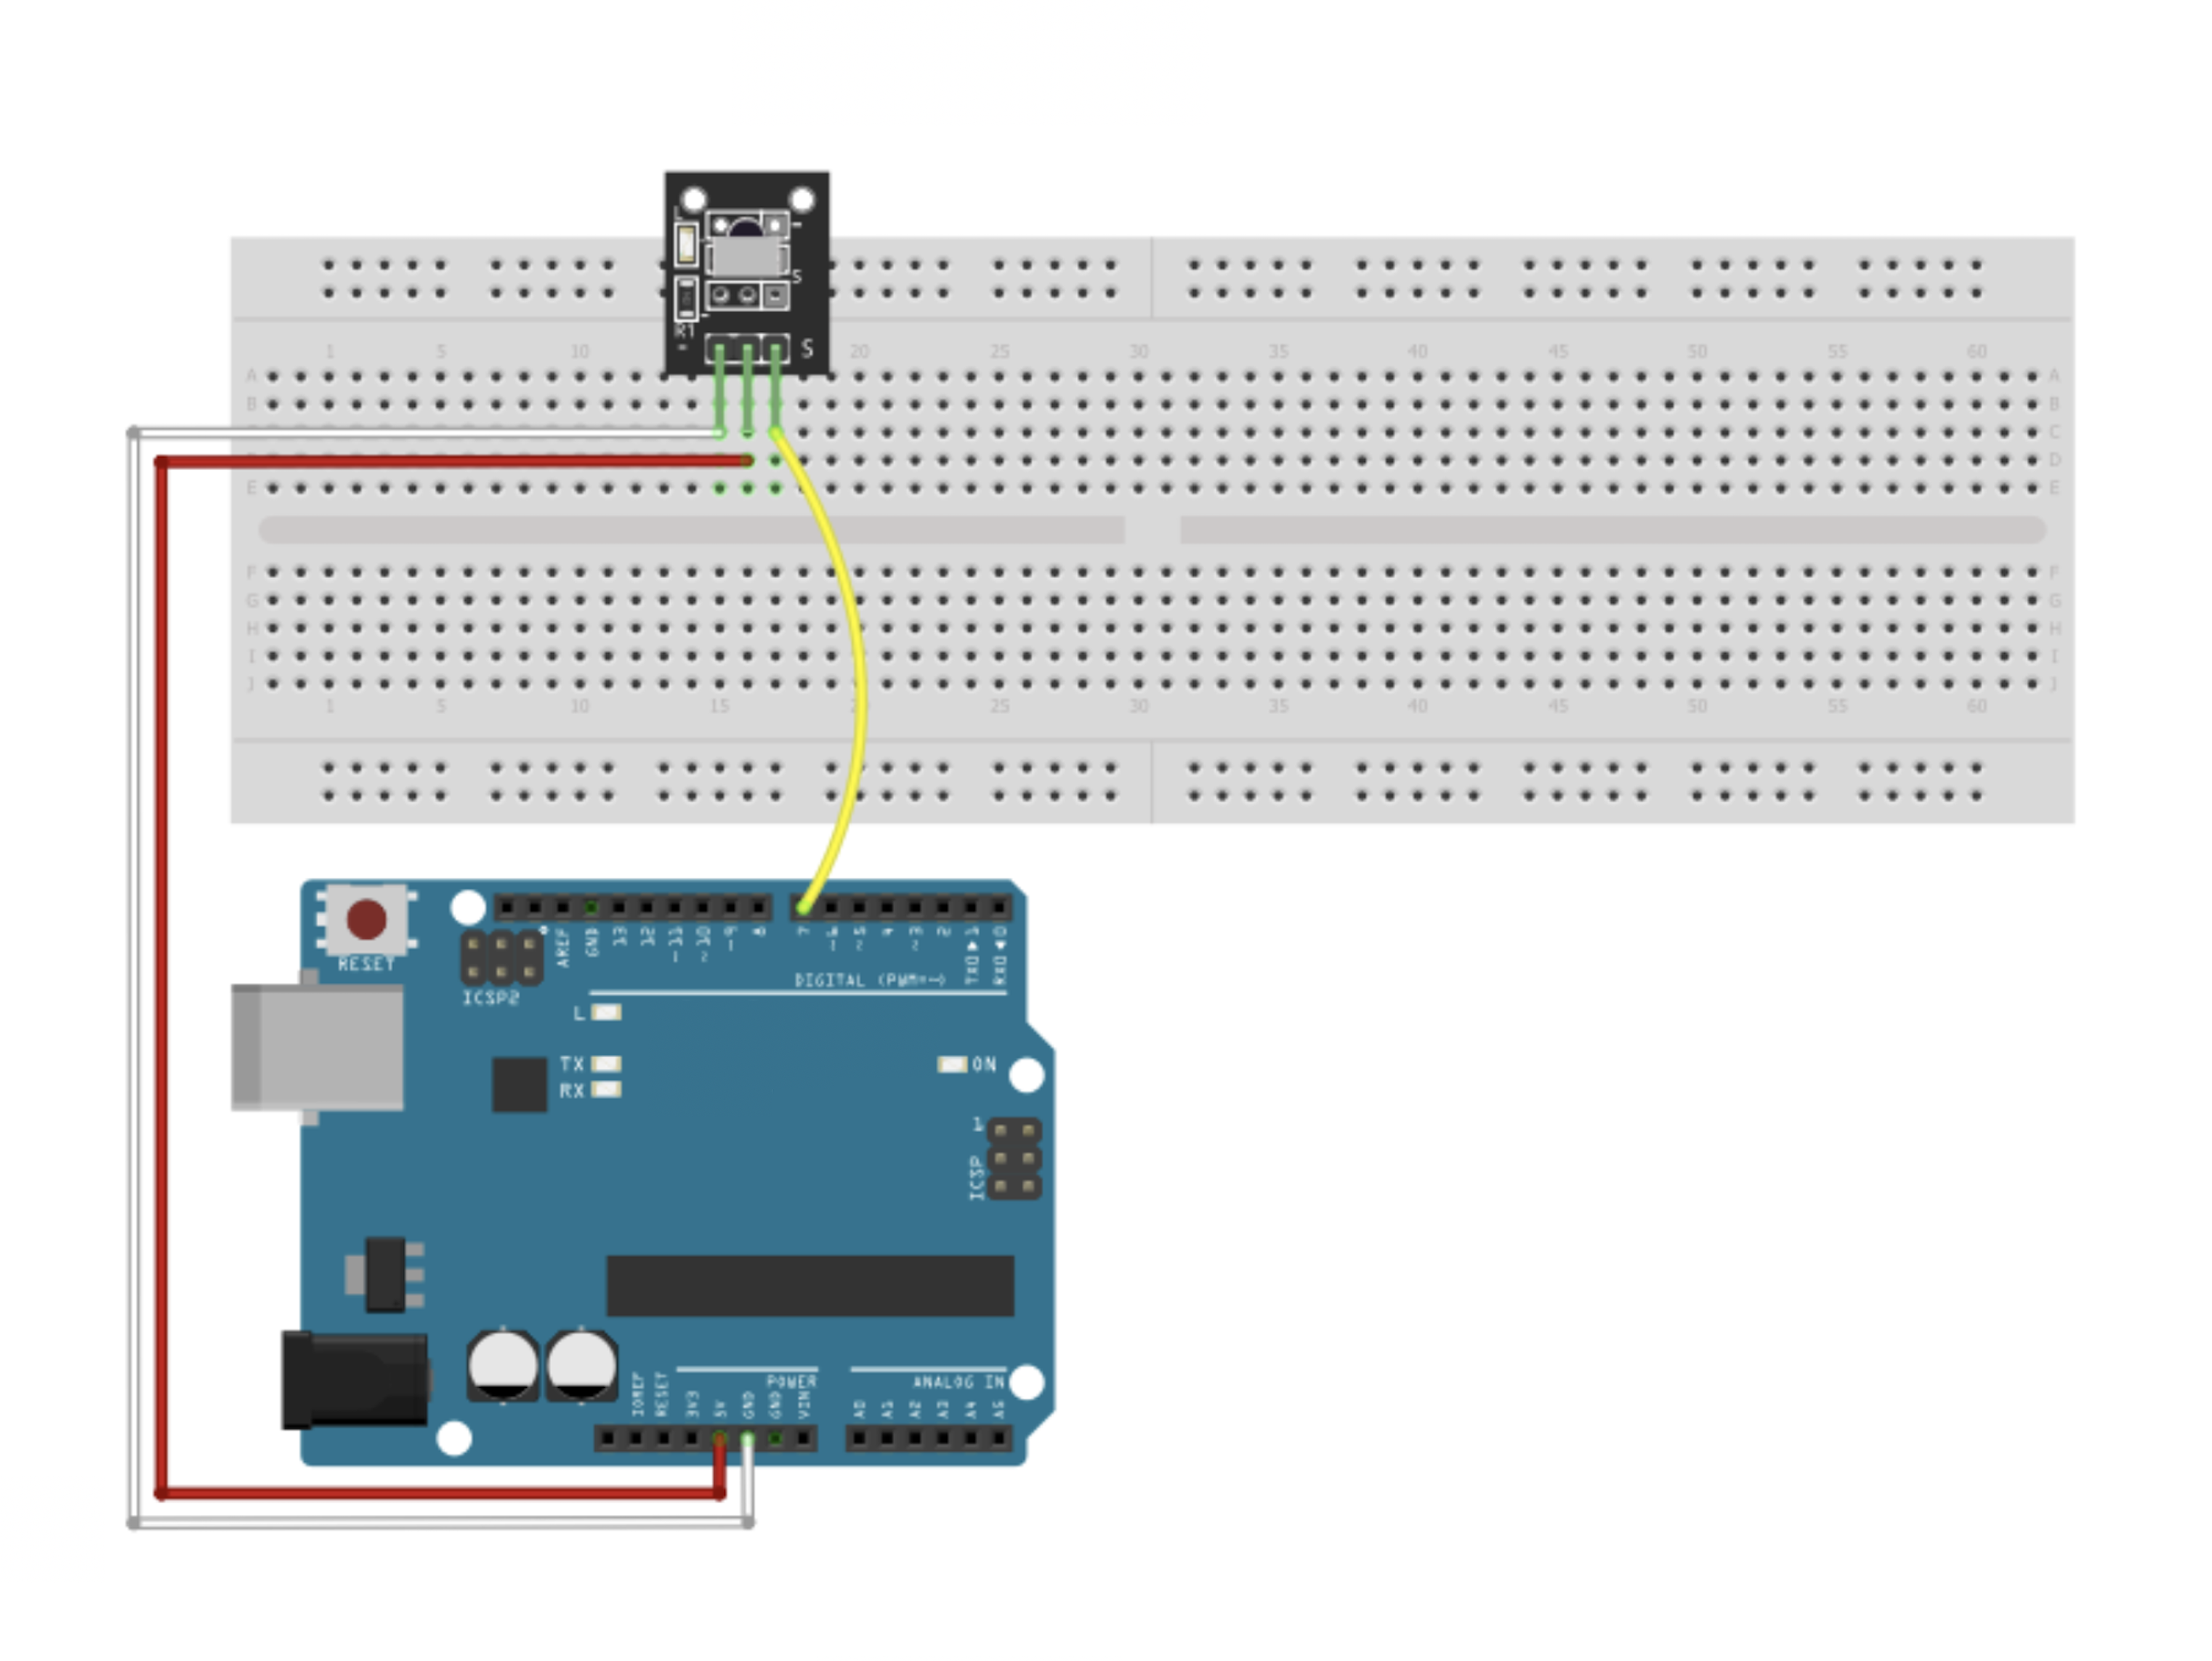 L
-
S
R1
-
S
1 5 10 20 25 30 35 40 45 50 55 60
A A
B B
C
D
E E
F F
G G
H H
I I
J J
1 5 10 15 20 25 30 35 40 45 50 55 60
RESET
ICSP2
AREF
GND
13
12
~11
~10
~9
8
7
~6
~5
4
~3
2
TX0▶1
RX0◀0
DIGITAL (PWM=~)
L
TX
RX
ON
1
ICSP
POWER
ANALOG IN
IOREF
RESET
3V3
5V
GND
GND
VIN
A0
A1
A2
A3
A4
A5